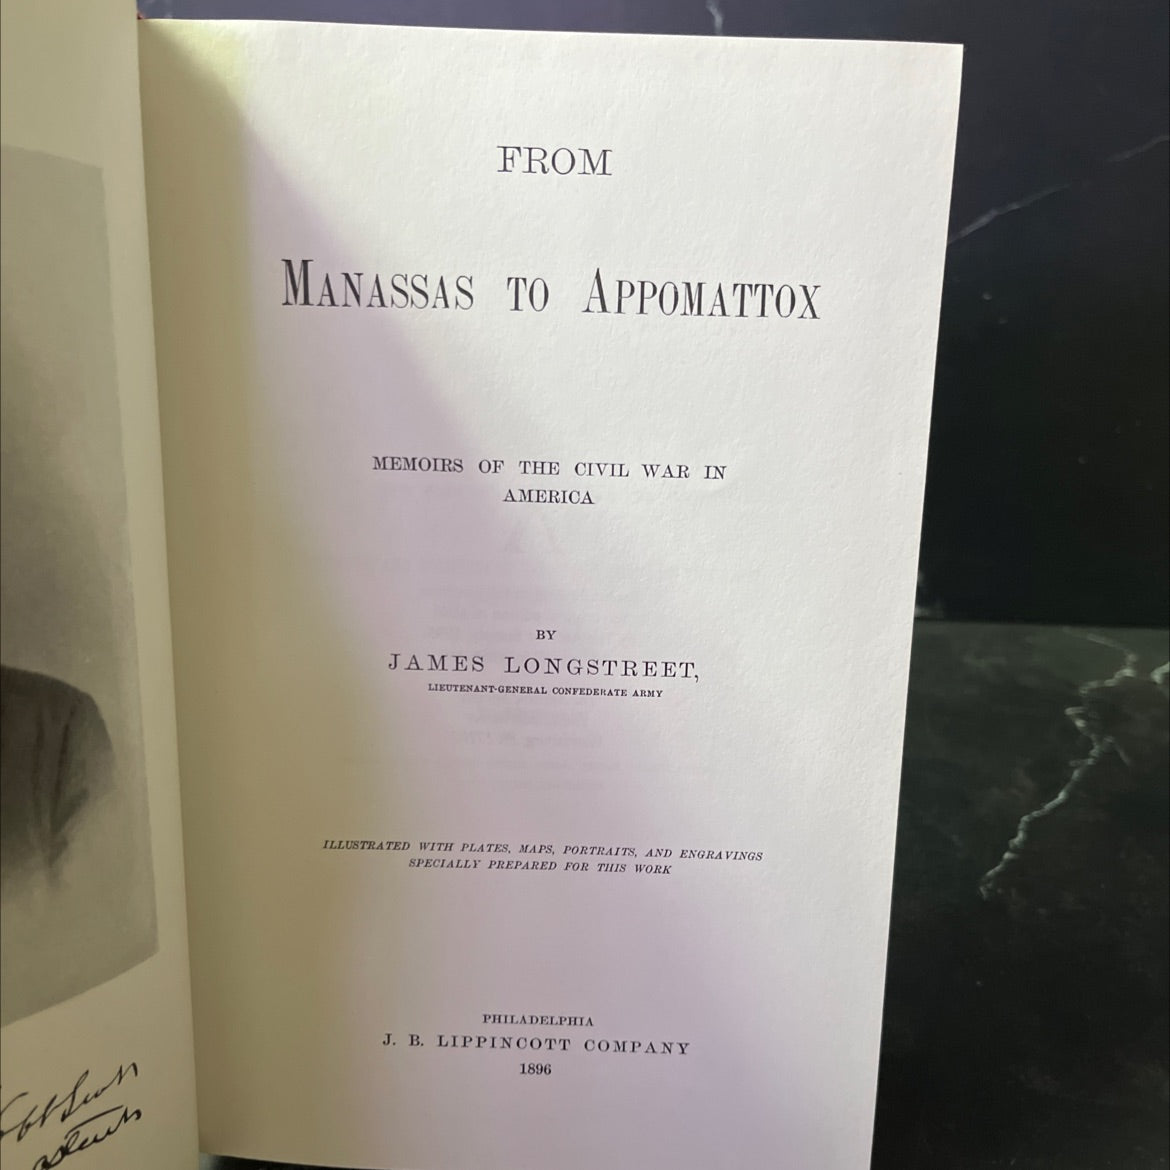 FROM
MANASSAS TO APPOMATTOX
MEMOIRS OF THE CIVIL WAR IN
AMERICA
BY
JAMES LONGSTREET,
LIEUTENANT-GENERAL CONFEDERATE ARMY
ILLUSTRATED WITH PLATES, MAPS, PORTRAITS, AND ENGRAVINGS
SPECIALLY PREPARED FOR THIS WORK
PHILADELPHIA
J. B. LIPPINCOTT COMPANY
1896